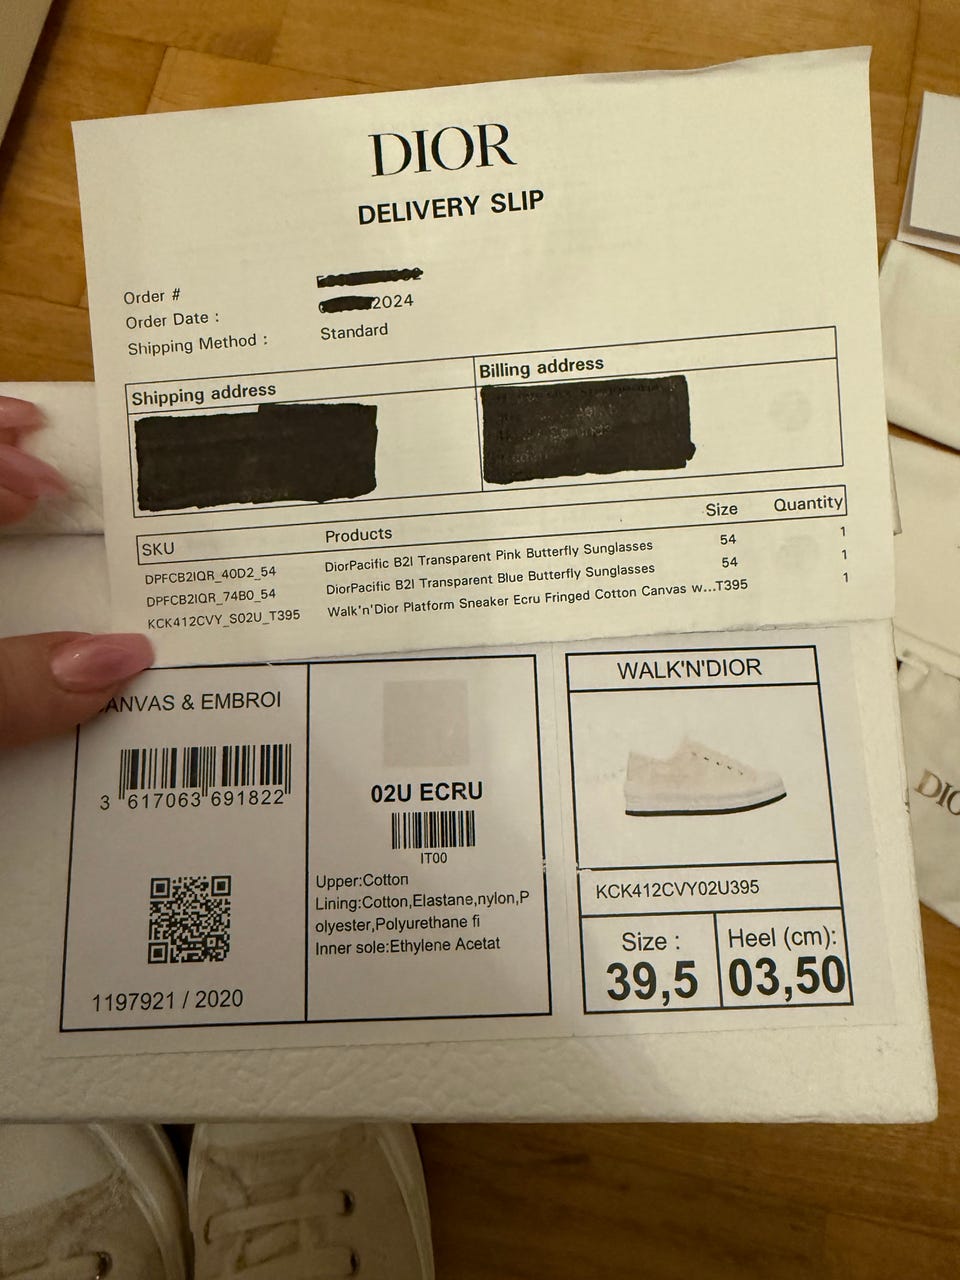 DIOR
DELIVERY SLIP
Order #
Order Date : 2024
Shipping Method : Standard
Shipping address
Billing address
SKU Products Size Quantity
DPFCB2IQR_40D2_54 DiorPacific B2I Transparent Pink Butterfly Sunglasses 54 1
DPFCB2IQR_74B0_54 DiorPacific B2I Transparent Blue Butterfly Sunglasses 54 1
KCK412CVY_S02U_T395 Walk'n'Dior Platform Sneaker Ecru Fringed Cotton Canvas w...T395 1
ANVAS & EMBROI
3 617063 691822
1197921 / 2020
02U ECRU
IT00
Upper:Cotton
Lining:Cotton,Elastane,nylon,P
olyester,Polyurethane fi
Inner sole:Ethylene Acetat
WALK'N'DIOR
KCK412CVY02U395
Size :
39,5
Heel (cm):
03,50
DIO